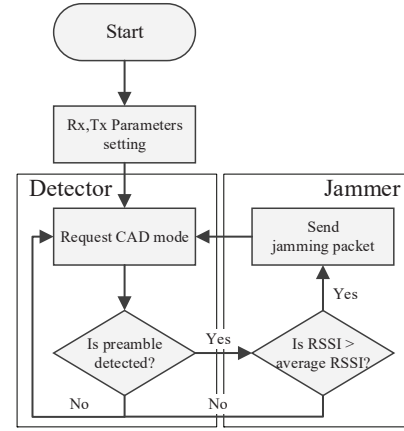 Start
Rx,Tx Parameters
setting
Detector
Jammer
Request CAD mode
Send
jamming packet
Yes
Is preamble
detected?
Yes
Is RSSI >
average RSSI?
No
No